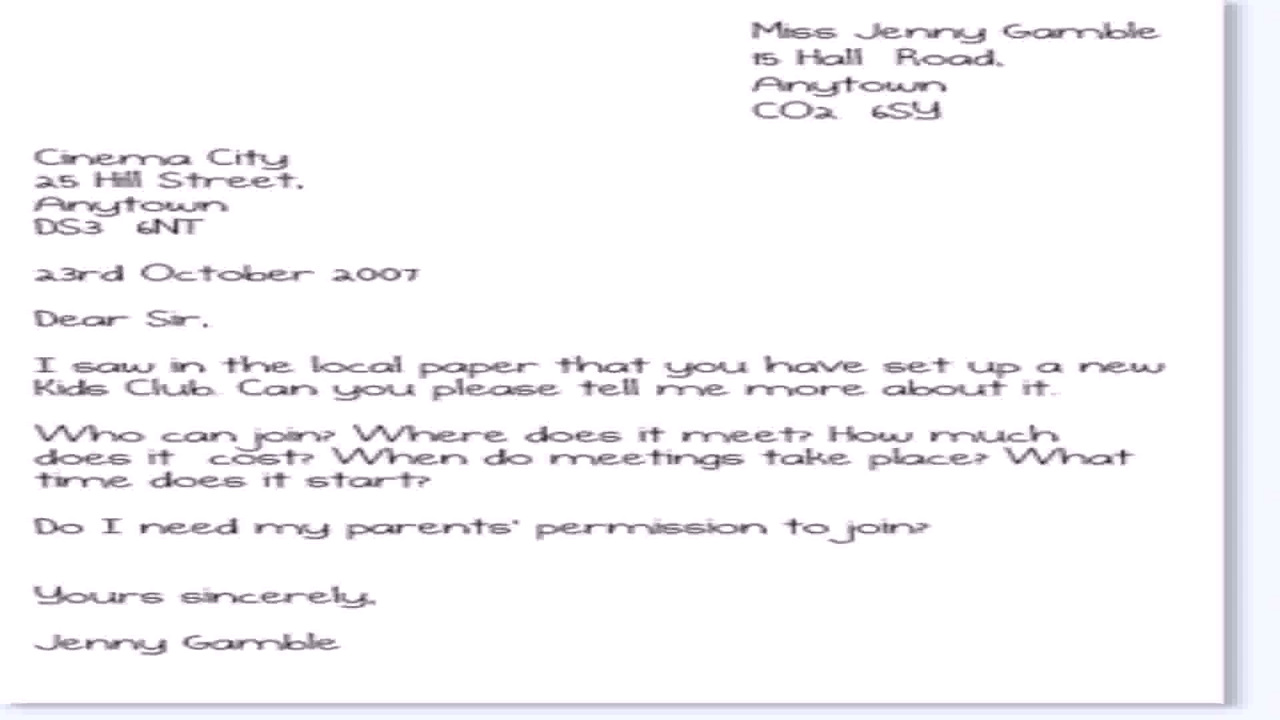 Miss Jenny Gamble
15 Hall Road,
Anytown
CO2 6SY
Cinema City
25 Hill Street,
Anytown
DS3 6NT
23rd October 2007
Dear Sir,
I saw in the local paper that you have set up a new
Kids Club. Can you please tell me more about it.
Who can join? Where does it meet? How much
does it cost? When do meetings take place? What
time does it start?
Do I need my parents' permission to join?
Yours sincerely,
Jenny Gamble